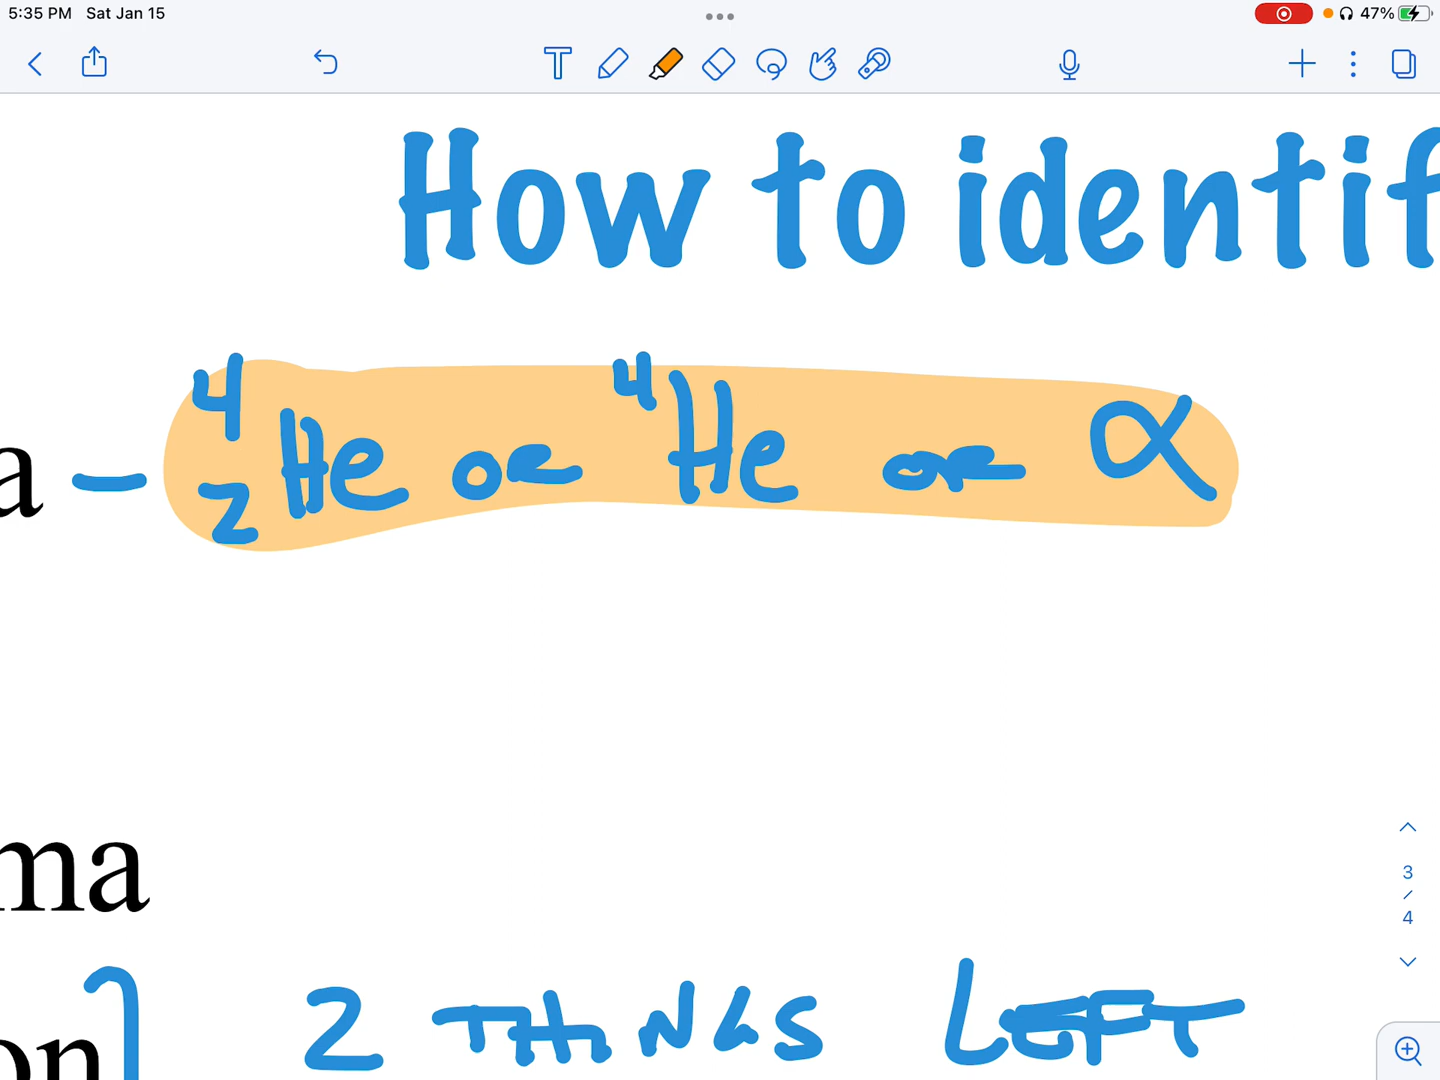 5:35 PM Sat Jan 15
47%
T
How to identif
a – ⁴₂He or ⁴He or α
ma
3
/
4
on] 2 THINGS LEFT